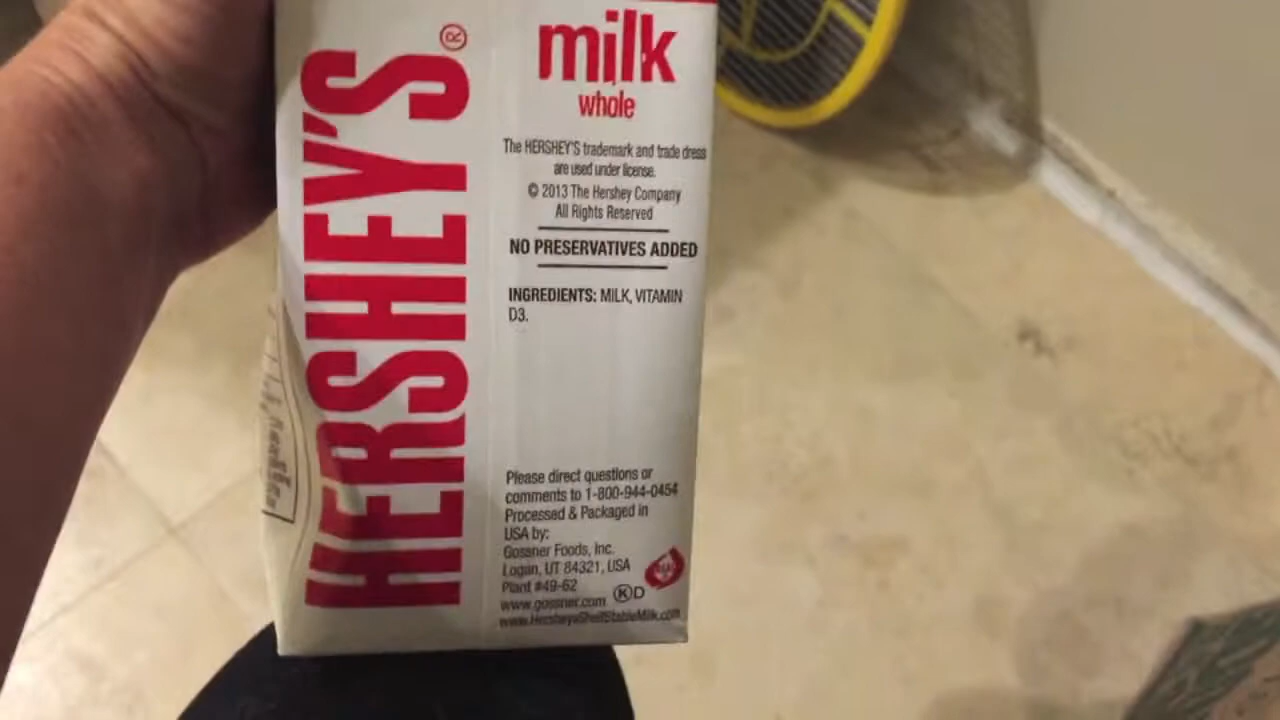 HERSHEY'S®
milk
whole
The HERSHEY'S trademark and trade dress
are used under license.
© 2013 The Hershey Company
All Rights Reserved
NO PRESERVATIVES ADDED
INGREDIENTS: MILK, VITAMIN
D3.
Please direct questions or
comments to 1-800-944-0454
Processed & Packaged in
USA by:
Gossner Foods, Inc.
Logan, UT 84321, USA
Plant #49-62
www.gossner.com
K D
www.HersheysShelfStableMilk.com
REAL